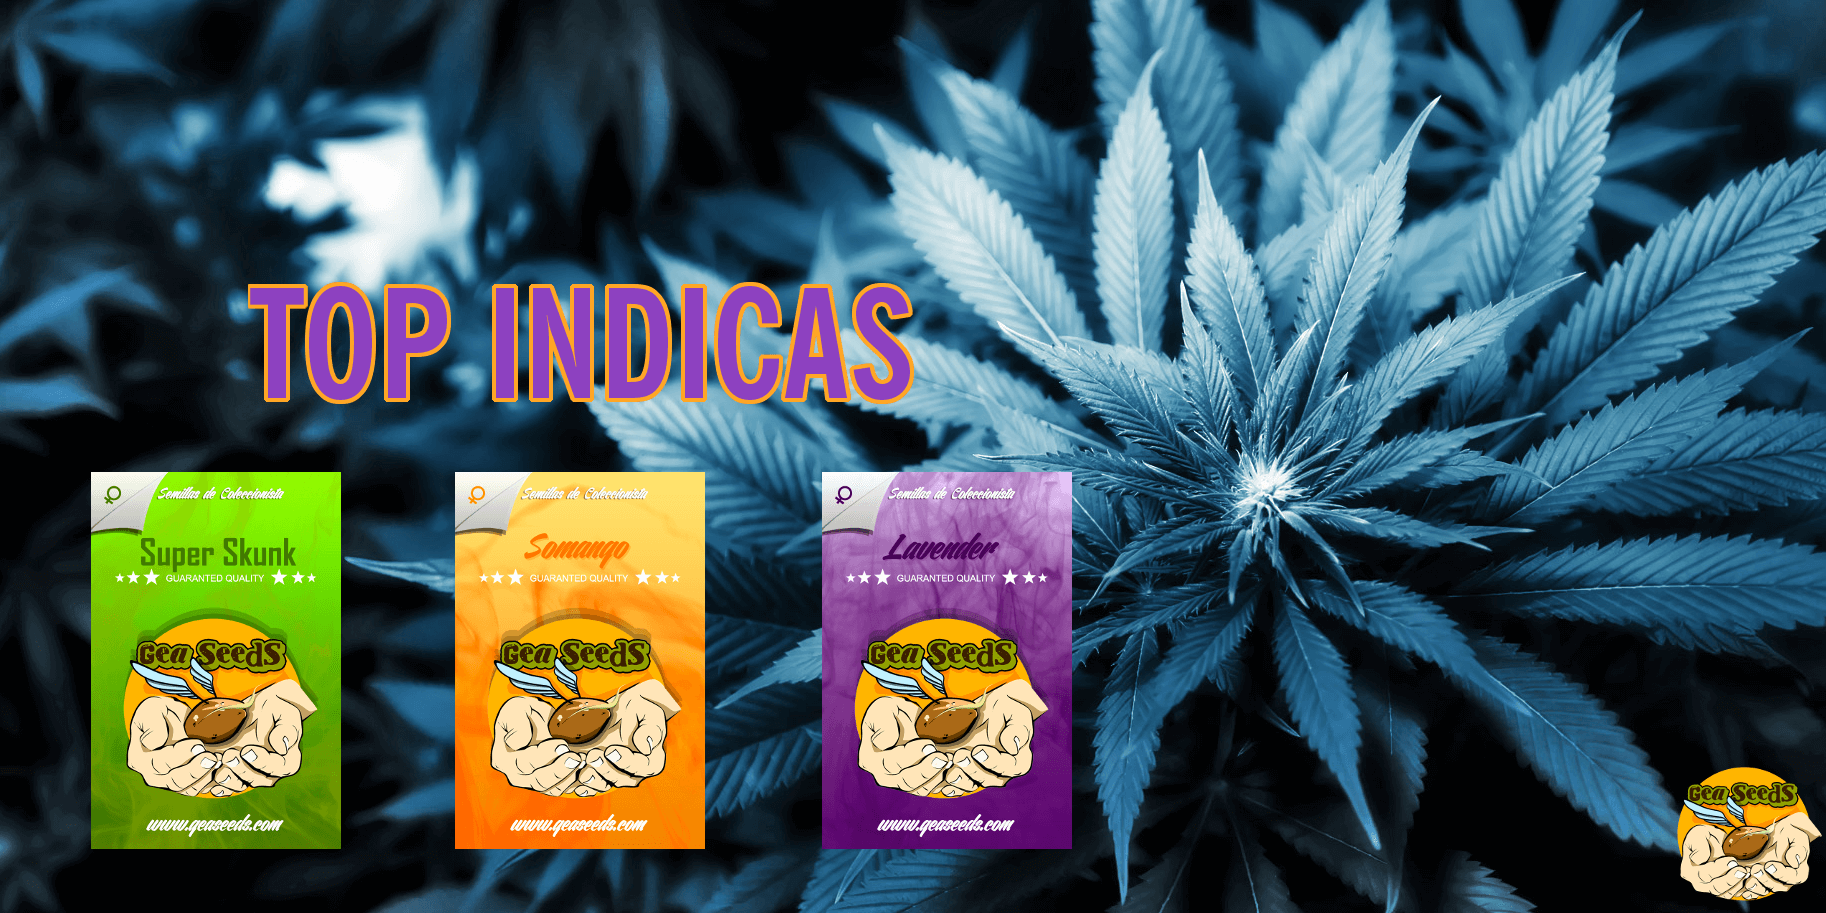 TOP INDICAS
Semillas de Coleccionista
Super Skunk
GUARANTED QUALITY
Gea SeedS
www.geaseeds.com
Semillas de Coleccionista
Somango
GUARANTED QUALITY
Gea SeedS
www.geaseeds.com
Semillas de Coleccionista
Lavender
GUARANTED QUALITY
Gea SeedS
www.geaseeds.com
Gea SeedS